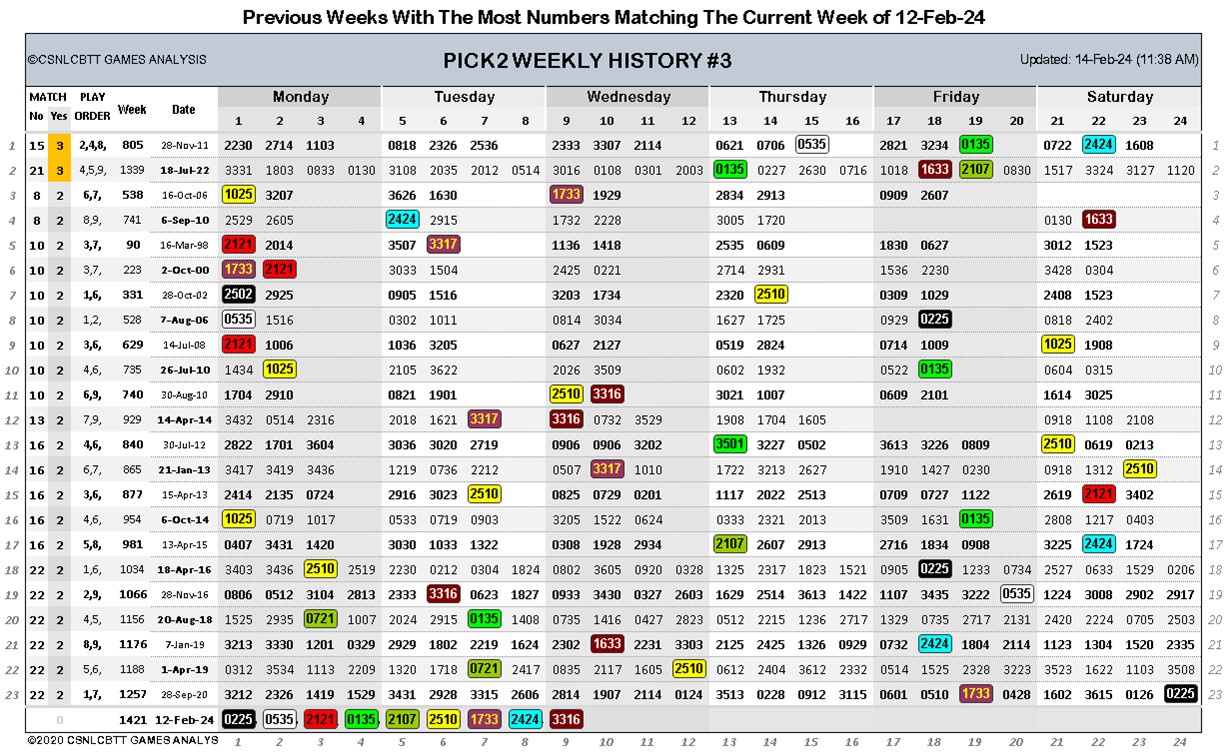 Previous Weeks With The Most Numbers Matching The Current Week of 12-Feb-24
©CSNLCBTT GAMES ANALYSIS PICK2 WEEKLY HISTORY #3 Updated: 14-Feb-24 (11:38 AM)
MATCH PLAY Week Date Monday Tuesday Wednesday Thursday Friday Saturday
No Yes ORDER 1 2 3 4 5 6 7 8 9 10 11 12 13 14 15 16 17 18 19 20 21 22 23 24
1 15 3 2,4,8, 805 28-Nov-11 2230 2714 1103 0818 2326 2536 2333 3307 2114 0621 0706 0535 2821 3234 0135 0722 2424 1608 1
2 21 3 4,5,9, 1339 18-Jul-22 3331 1803 0833 0130 3108 2035 2012 0514 3016 0108 0301 2003 0135 0227 2630 0716 1018 1633 2107 0830 1517 3324 3127 1120 2
3 8 2 6,7, 538 16-Oct-06 1025 3207 3626 1630 1733 1929 2834 2913 0909 2607 3
4 8 2 8,9, 741 6-Sep-10 2529 2605 2424 2915 1732 2228 3005 1720 0130 1633 4
5 10 2 3,7, 90 16-Mar-98 2121 2014 3507 3317 1136 1418 2535 0609 1830 0627 3012 1523 5
6 10 2 3,7, 223 2-Oct-00 1733 2121 3033 1504 2425 0221 2714 2931 1536 2230 3428 0304 6
7 10 2 1,6, 331 28-Oct-02 2502 2925 0905 1516 3203 1734 2320 2510 0309 1029 2408 1523 7
8 10 2 1,2, 528 7-Aug-06 0535 1516 0302 1011 0814 3034 1627 1725 0929 0225 0818 2402 8
9 10 2 3,6, 629 14-Jul-08 2121 1006 1036 3205 0627 2127 0519 2824 0714 1009 1025 1908 9
10 10 2 4,6, 735 26-Jul-10 1434 1025 2105 3622 2026 3509 0602 1932 0522 0135 0604 0315 10
11 10 2 6,9, 740 30-Aug-10 1704 2910 0821 1901 2510 3316 3021 1007 0609 2101 1614 3025 11
12 13 2 7,9, 929 14-Apr-14 3432 0514 2316 2018 1621 3317 3316 0732 3529 1908 1704 1605 0918 1108 2108 12
13 16 2 4,6, 840 30-Jul-12 2822 1701 3604 3036 3020 2719 0906 0906 3202 3501 3227 0502 3613 3226 0809 2510 0619 0213 13
14 16 2 6,7, 865 21-Jan-13 3417 3419 3436 1219 0736 2212 0507 3317 1010 1722 3213 2627 1910 1427 0230 0918 1312 2510 14
15 16 2 3,6, 877 15-Apr-13 2414 2135 0724 2916 3023 2510 0825 0729 0201 1117 2022 2513 0709 0727 1122 2619 2121 3402 15
16 16 2 4,6, 954 6-Oct-14 1025 0719 1017 0533 0719 0903 3205 1522 0624 0333 2321 2013 3509 1631 0135 2808 1217 0403 16
17 16 2 5,8, 981 13-Apr-15 0407 3431 1420 3030 1033 1322 0308 1928 2934 2107 2607 2913 2716 1834 0908 3225 2424 1724 17
18 22 2 1,6, 1034 18-Apr-16 3403 3436 2510 2519 2230 0212 0304 1824 0802 3605 0920 0328 1325 2317 1823 1521 0905 0225 1233 0734 2527 0633 1529 0206 18
19 22 2 2,9, 1066 28-Nov-16 0806 0512 3104 2813 2333 3316 0623 1827 0933 3430 0327 2603 1629 2514 3613 1422 1107 3435 3222 0535 1224 3008 2902 2917 19
20 22 2 4,5, 1156 20-Aug-18 1525 2935 0721 1007 2024 2915 0135 1408 0735 1416 0427 2823 0512 2215 1236 2717 1329 0735 2717 2131 2420 2224 0705 2503 20
21 22 2 8,9, 1176 7-Jan-19 3213 3330 1201 0329 2929 1802 2219 1624 2302 1633 2231 3303 2125 2425 1326 0929 0732 2424 1804 2114 1123 1304 1520 2335 21
22 22 2 5,6, 1188 1-Apr-19 0312 3534 1113 2209 1320 1718 0721 2417 0835 2117 1605 2510 0612 2404 3612 2332 0514 1525 2328 3223 3523 1622 1103 3508 22
23 22 2 1,7, 1257 28-Sep-20 3212 2326 1419 1529 3431 2928 3315 2606 2814 1907 2114 0124 3513 0228 0912 3115 0601 0510 1733 0428 1602 3615 0126 0225 23
0 1421 12-Feb-24 0225, 0535, 2121, 0135, 2107 2510 1733 2424, 3316
©2020 CSNLCBTT GAMES ANALYS 1 2 3 4 5 6 7 8 9 10 11 12 13 14 15 16 17 18 19 20 21 22 23 24